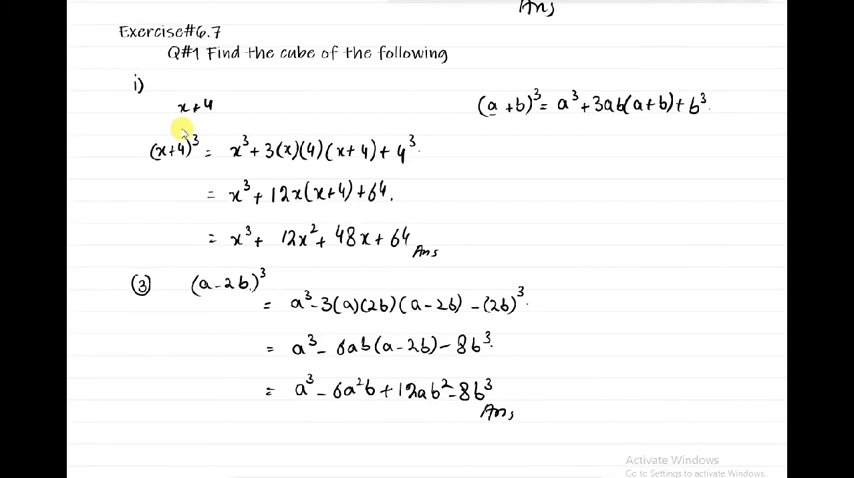 Ans
Exercise#6.7
Q#1 Find the cube of the following
i)
x+4
(a+b)³ = a³+3ab(a+b)+b³.
(x+4)³ = x³+3(x)(4)(x+4)+4³.
= x³+12x(x+4)+64.
= x³+ 12x²+48x+64
Ans
③ (a-2b)³
= a³-3(a)(2b)(a-2b)-(2b)³.
= a³-6ab(a-2b)-8b³.
= a³-6a²b+12ab²-8b³
Ans
Activate Windows
Go to Settings to activate Windows.